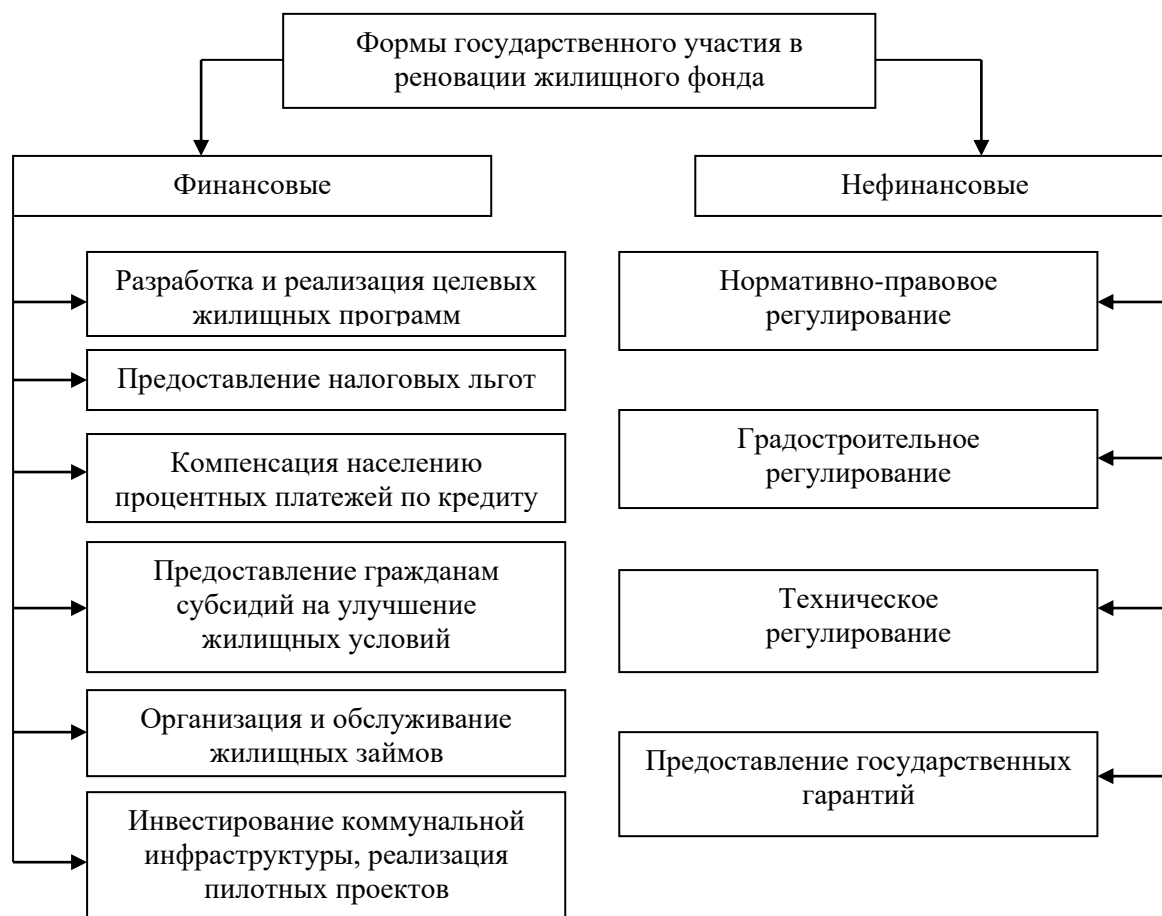 Формы государственного участия в
реновации жилищного фонда
Финансовые
Нефинансовые
Разработка и реализация целевых
жилищных программ
Предоставление налоговых льгот
Компенсация населению
процентных платежей по кредиту
Предоставление гражданам
субсидий на улучшение
жилищных условий
Организация и обслуживание
жилищных займов
Инвестирование коммунальной
инфраструктуры, реализация
пилотных проектов
Нормативно-правовое
регулирование
Градостроительное
регулирование
Техническое
регулирование
Предоставление государственных
гарантий